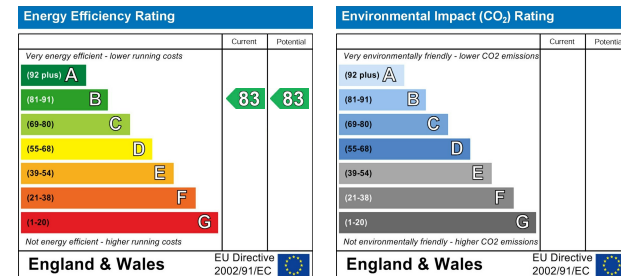 Energy Efficiency Rating
Current Potential
Very energy efficient - lower running costs
(92 plus) A
(81-91) B
83 83
(69-80) C
(55-68) D
(39-54) E
(21-38) F
(1-20) G
Not energy efficient - higher running costs
England & Wales
EU Directive
2002/91/EC
Environmental Impact (CO₂) Rating
Current
Very environmentally friendly - lower CO2 emissions
(92 plus) A
(81-91) B
(69-80) C
(55-68) D
(39-54) E
(21-38) F
(1-20) G
Not environmentally friendly - higher CO2 emissions
England & Wales
EU Directive
2002/91/EC